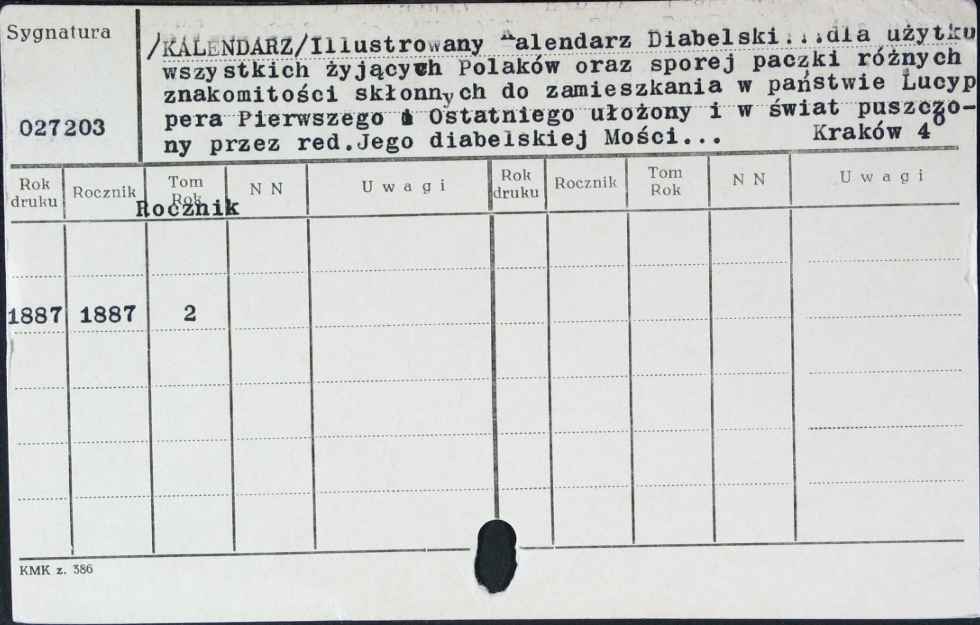 Sygnatura
/KALENDARZ/Illustrowany Kalendarz Diabelski...dla użytku
wszystkich żyjących Polaków oraz sporej paczki różnych
znakomitości skłonnych do zamieszkania w państwie Lucyp
027203
pera Pierwszego i Ostatniego ułożony i w świat puszczo-
ny przez red.Jego diabelskiej Mości... Kraków 4°
Rok druku Rocznik Tom Rok N N Uwagi Rok druku Rocznik Tom Rok N N Uwagi
Rocznik
1887 1887 2
KMK z. 386